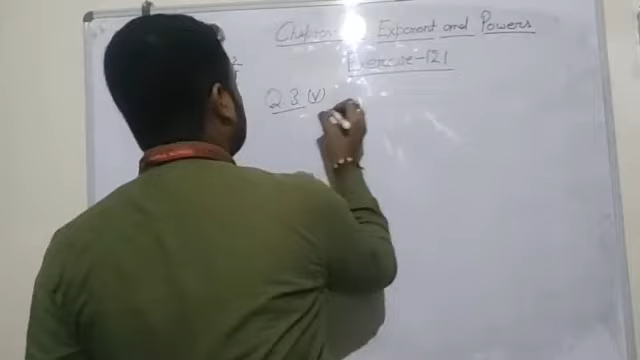 Chapter- Exponent and Powers
Exercise-12.1
Q.3 (v)